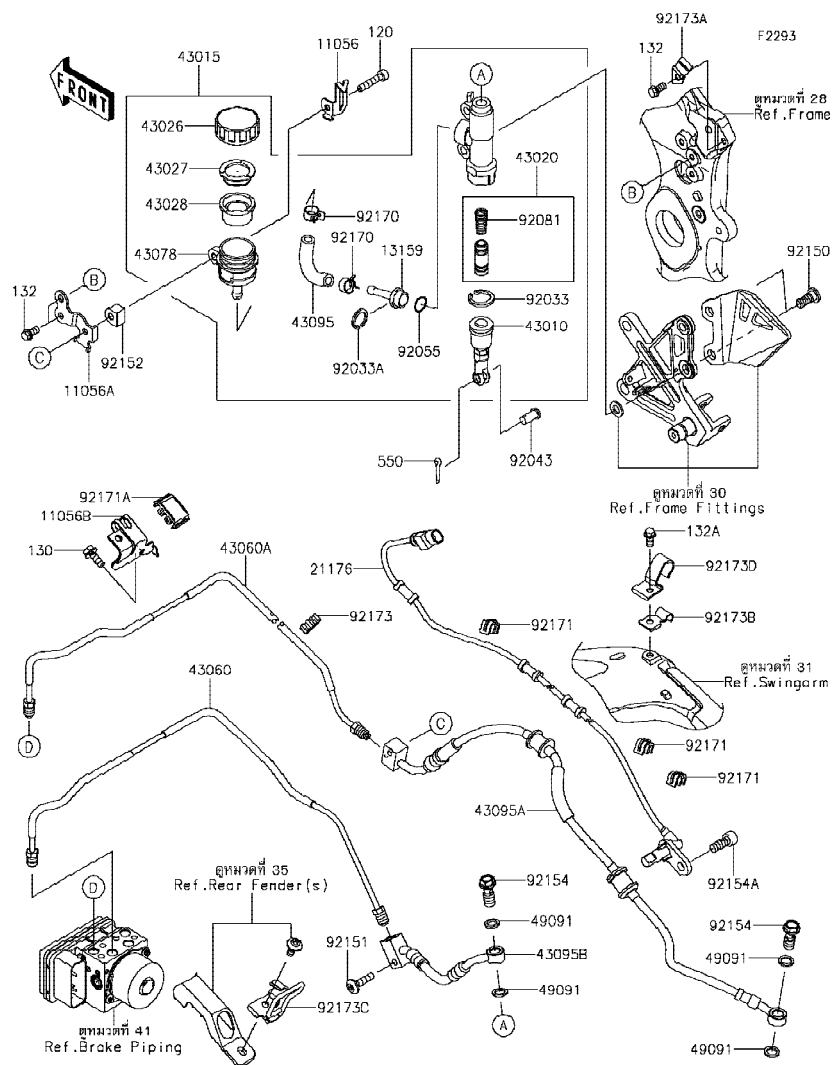 92173A
120
11056
F2293
43015
132
FRONT
A
ดูหมวดที่ 28
Ref.Frame
43026
43020
43027
B
43028
92170
92081
92170
13159
43078
92150
B
132
92033
43010
43095
C
92055
92152
92033A
11056A
550
92043
ดูหมวดที่ 30
Ref.Frame Fittings
92171A
11056B
132A
130
43060A
21176
92173D
92173
92171
92173B
43060
ดูหมวดที่ 31
Ref.Swingarm
C
D
92171
92171
43095A
ดูหมวดที่ 35
Ref.Rear Fender(s)
D
92154
92154A
92154
49091
92151
43095B
49091
49091
92173C
A
ดูหมวดที่ 41
Ref.Brake Piping
49091